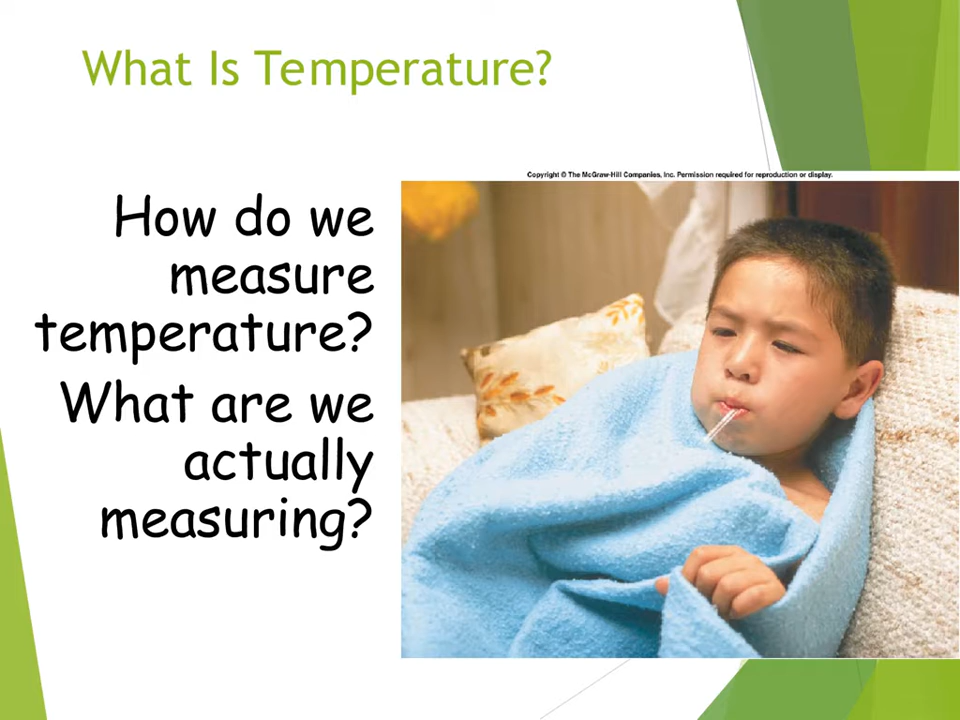 What Is Temperature?
Copyright © The McGraw-Hill Companies, Inc. Permission required for reproduction or display.
How do we
measure
temperature?
What are we
actually
measuring?